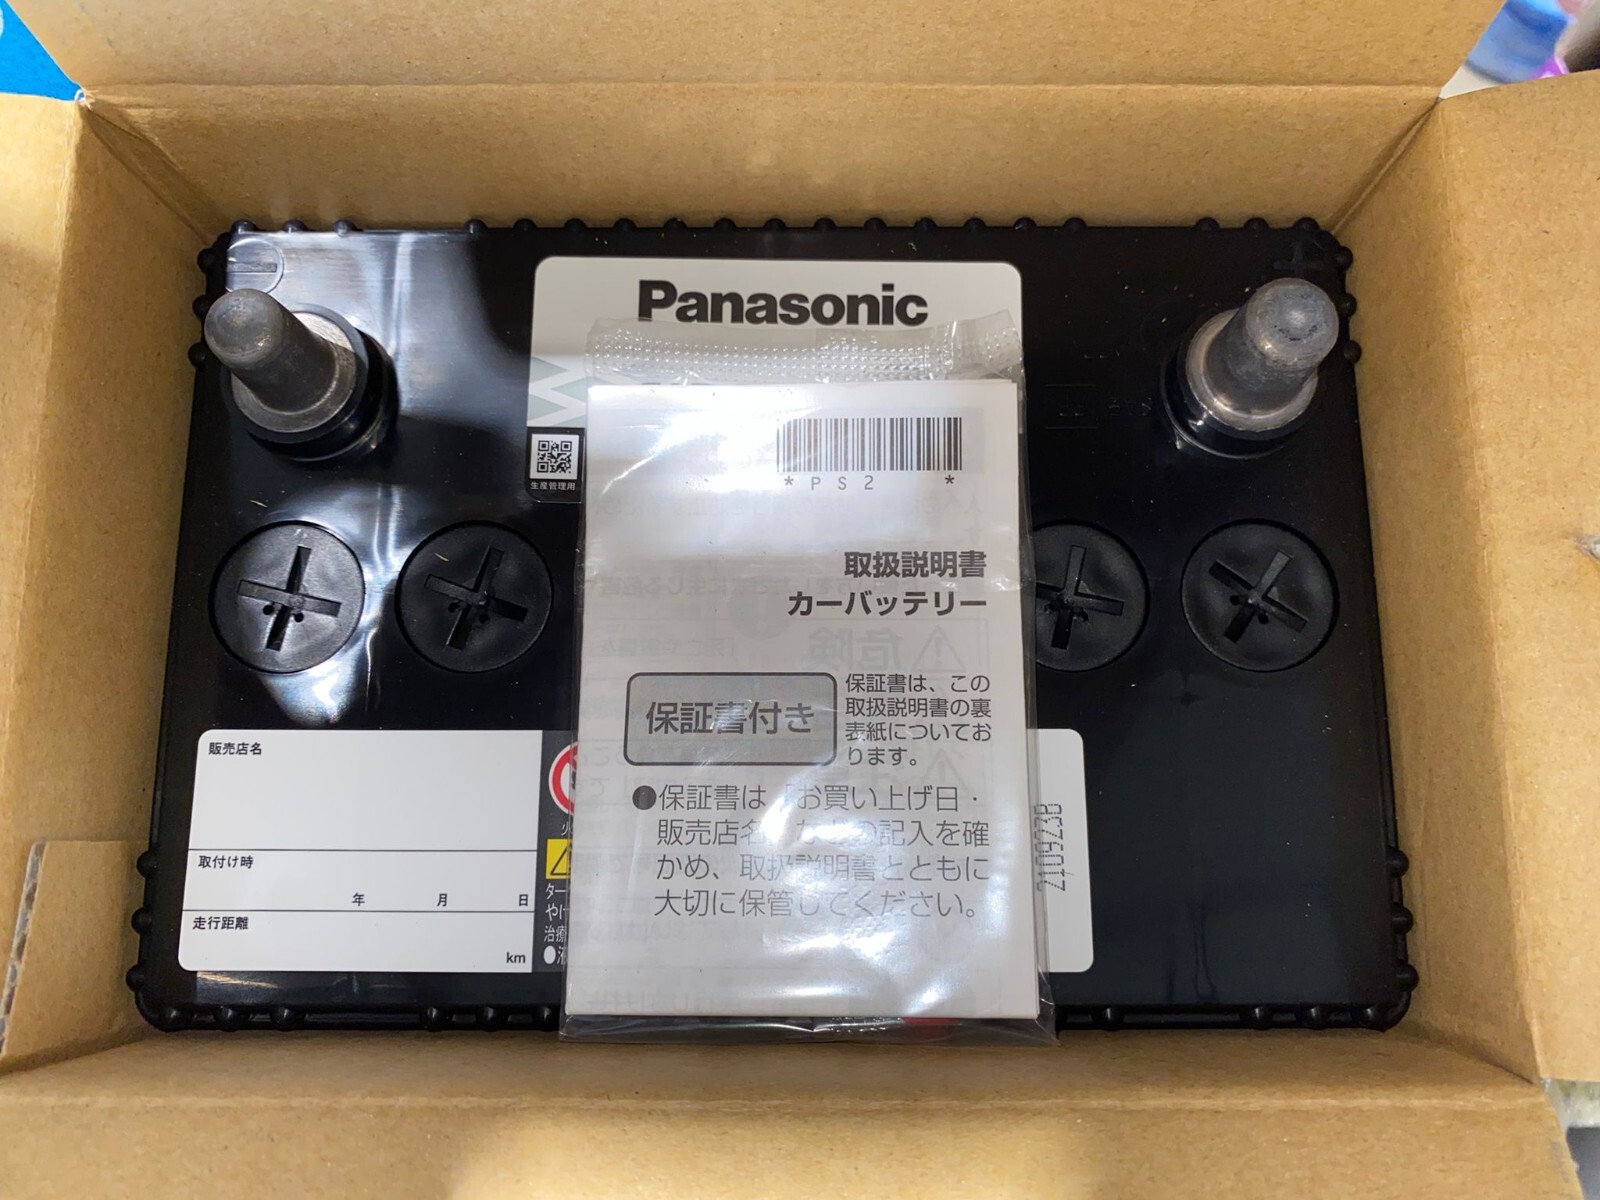 Panasonic
生産管理用
*PS2 *
取扱説明書
カーバッテリー
保証書付き
保証書は、この
取扱説明書の裏
表紙についてお
ります。
●保証書は「お買い上げ日・
販売店名」などの記入を確
かめ、取扱説明書とともに
大切に保管してください。
販売店名
取付け時
年 月 日
走行距離
km
210923B
危険